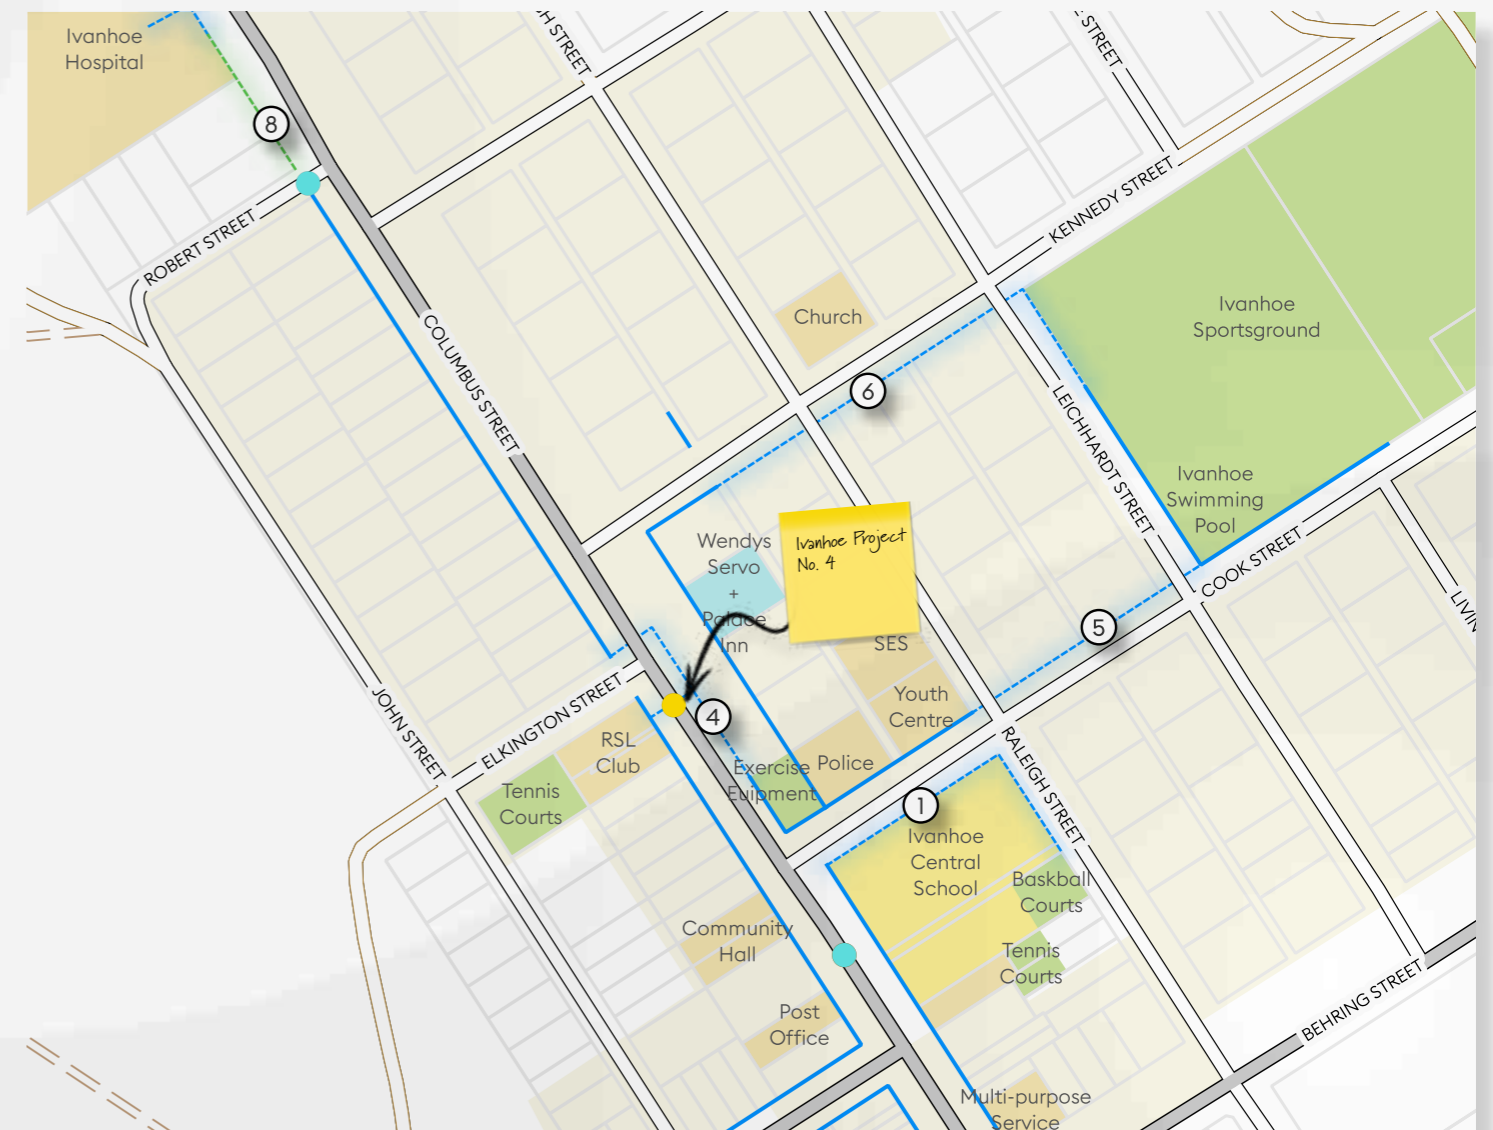 Ivanhoe
Hospital
8
ROBERT STREET
COLUMBUS STREET
STREET
KENNEDY STREET
Church
6
Ivanhoe
Sportsground
LEICHHARDT STREET
Ivanhoe
Swimming
Pool
COOK STREET
Wendys
Servo
+
Palace
Inn
Ivanhoe Project
No. 4
SES
Youth
Centre
5
JOHN STREET
ELKINGTON STREET
4
RSL
Club
Tennis
Courts
Exercise
Euipment
Police
RALEIGH STREET
1
Ivanhoe
Central
School
Baskball
Courts
Tennis
Courts
Community
Hall
Post
Office
BEHRING STREET
Multi-purpose
Service